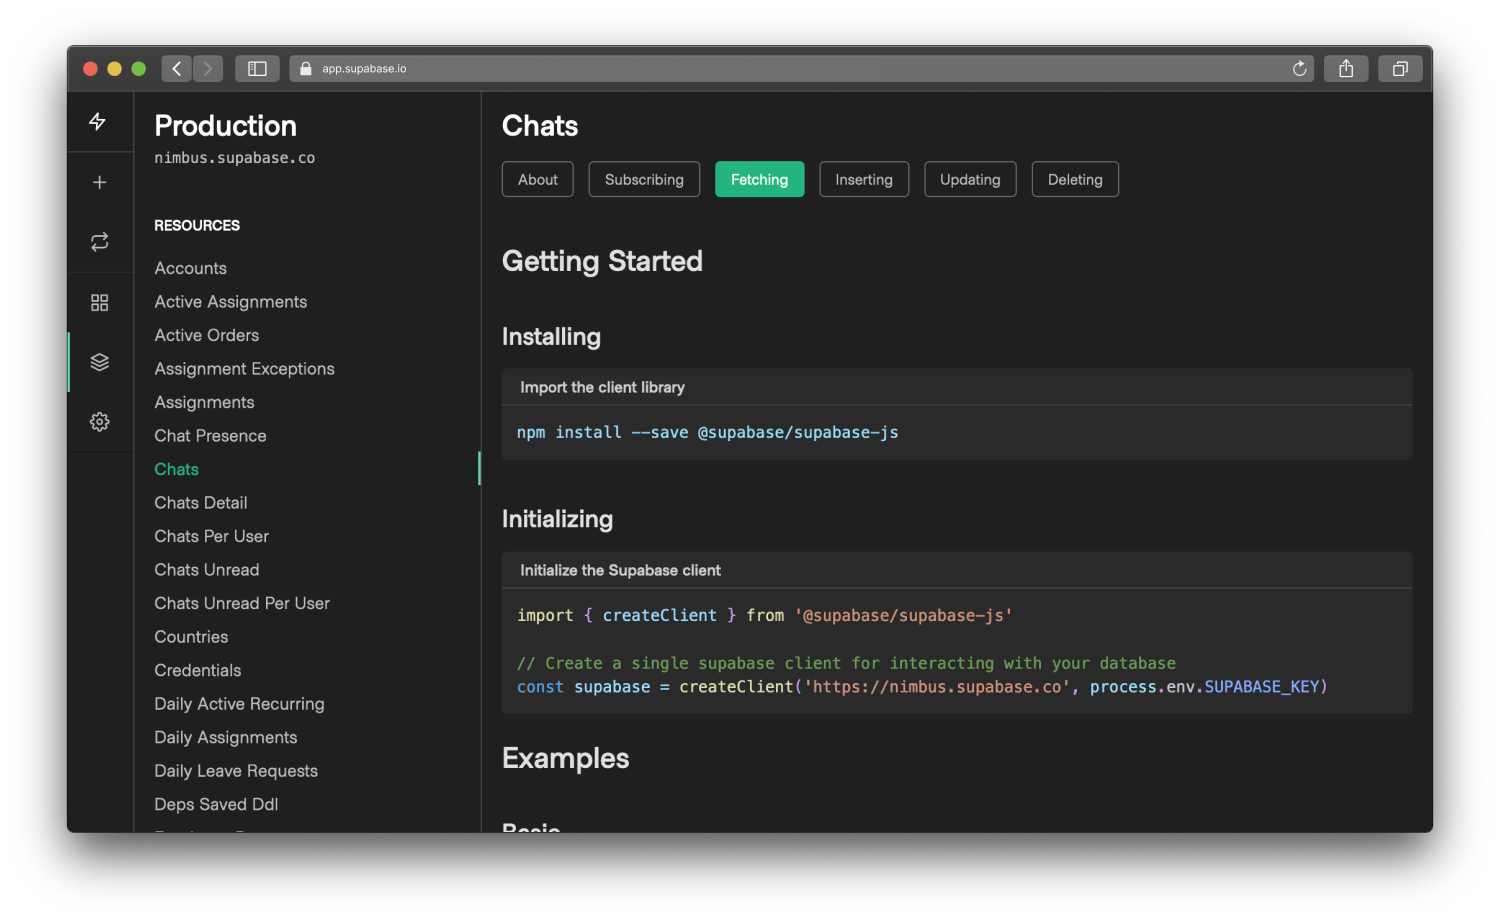 app.supabase.io
Production
nimbus.supabase.co
RESOURCES
Accounts
Active Assignments
Active Orders
Assignment Exceptions
Assignments
Chat Presence
Chats
Chats Detail
Chats Per User
Chats Unread
Chats Unread Per User
Countries
Credentials
Daily Active Recurring
Daily Assignments
Daily Leave Requests
Deps Saved Ddl
Chats
About
Subscribing
Fetching
Inserting
Updating
Deleting
Getting Started
Installing
Import the client library
npm install --save @supabase/supabase-js
Initializing
Initialize the Supabase client
import { createClient } from '@supabase/supabase-js'
// Create a single supabase client for interacting with your database
const supabase = createClient('https://nimbus.supabase.co', process.env.SUPABASE_KEY)
Examples
Basic